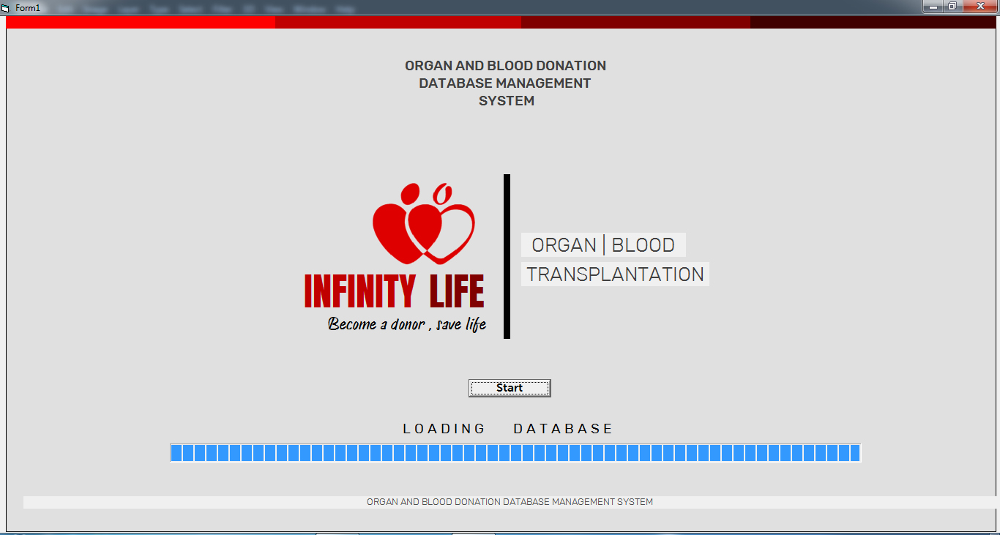 Form1
ORGAN AND BLOOD DONATION
DATABASE MANAGEMENT
SYSTEM
INFINITY LIFE
Become a donor , save life
ORGAN | BLOOD
TRANSPLANTATION
Start
LOADING DATABASE
ORGAN AND BLOOD DONATION DATABASE MANAGEMENT SYSTEM